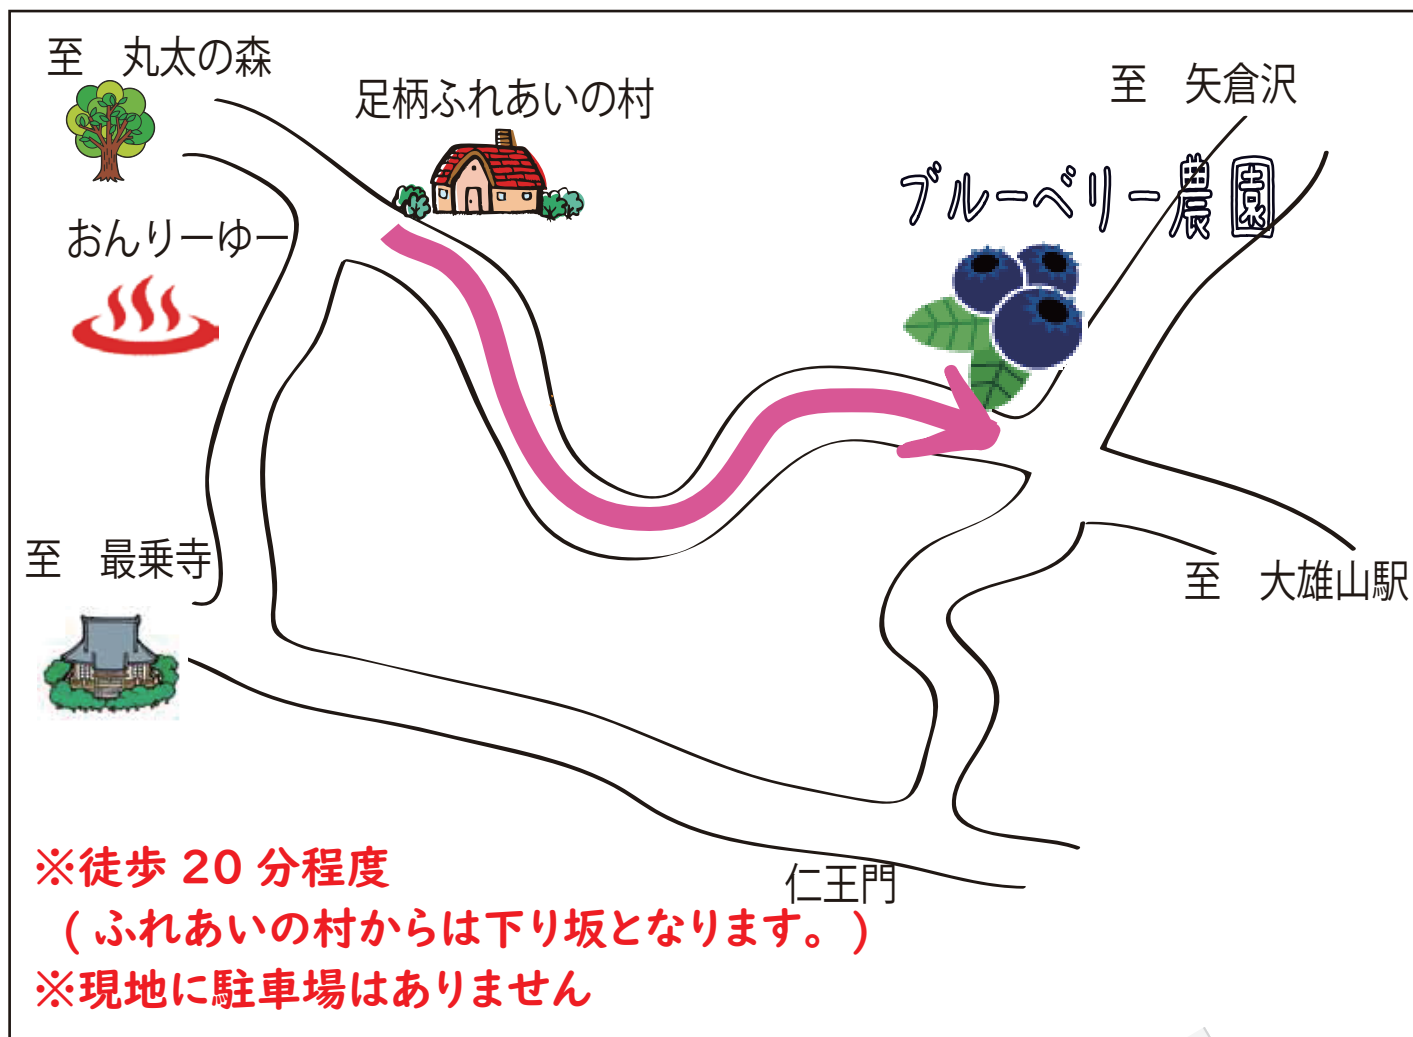 至　丸太の森
足柄ふれあいの村
至　矢倉沢
ブルーベリー農園
おんりーゆー
至　最乗寺
至　大雄山駅
仁王門
※徒歩 20 分程度
( ふれあいの村からは下り坂となります。 )
※現地に駐車場はありません